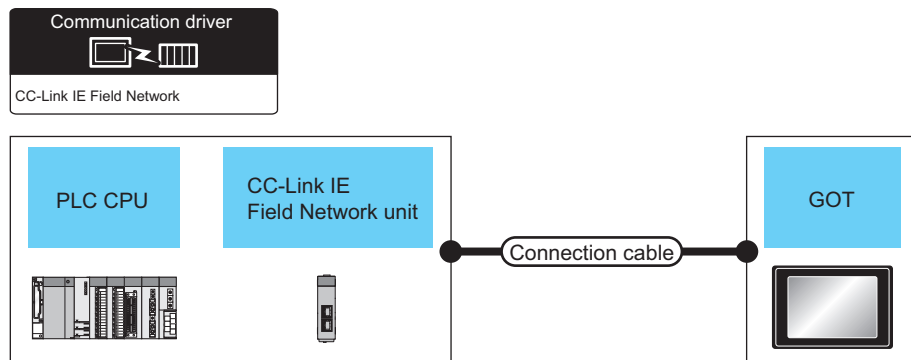 Communication driver
CC-Link IE Field Network
PLC CPU
CC-Link IE
Field Network unit
GOT
Connection cable